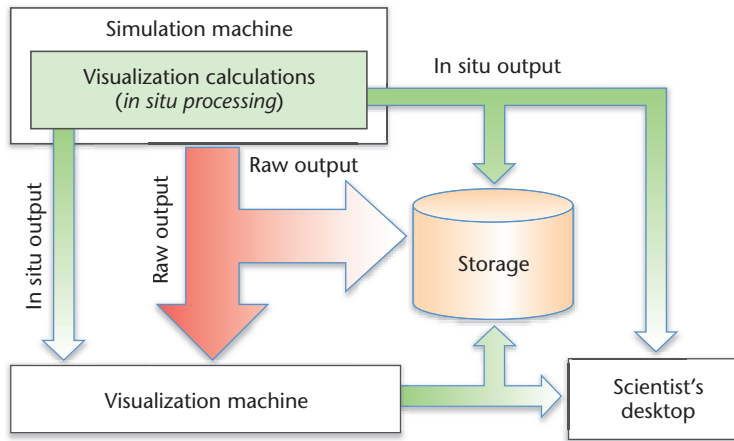 Simulation machine
Visualization calculations
(in situ processing)
In situ output
Raw output
In situ output
Raw output
Storage
Visualization machine
Scientist's
desktop